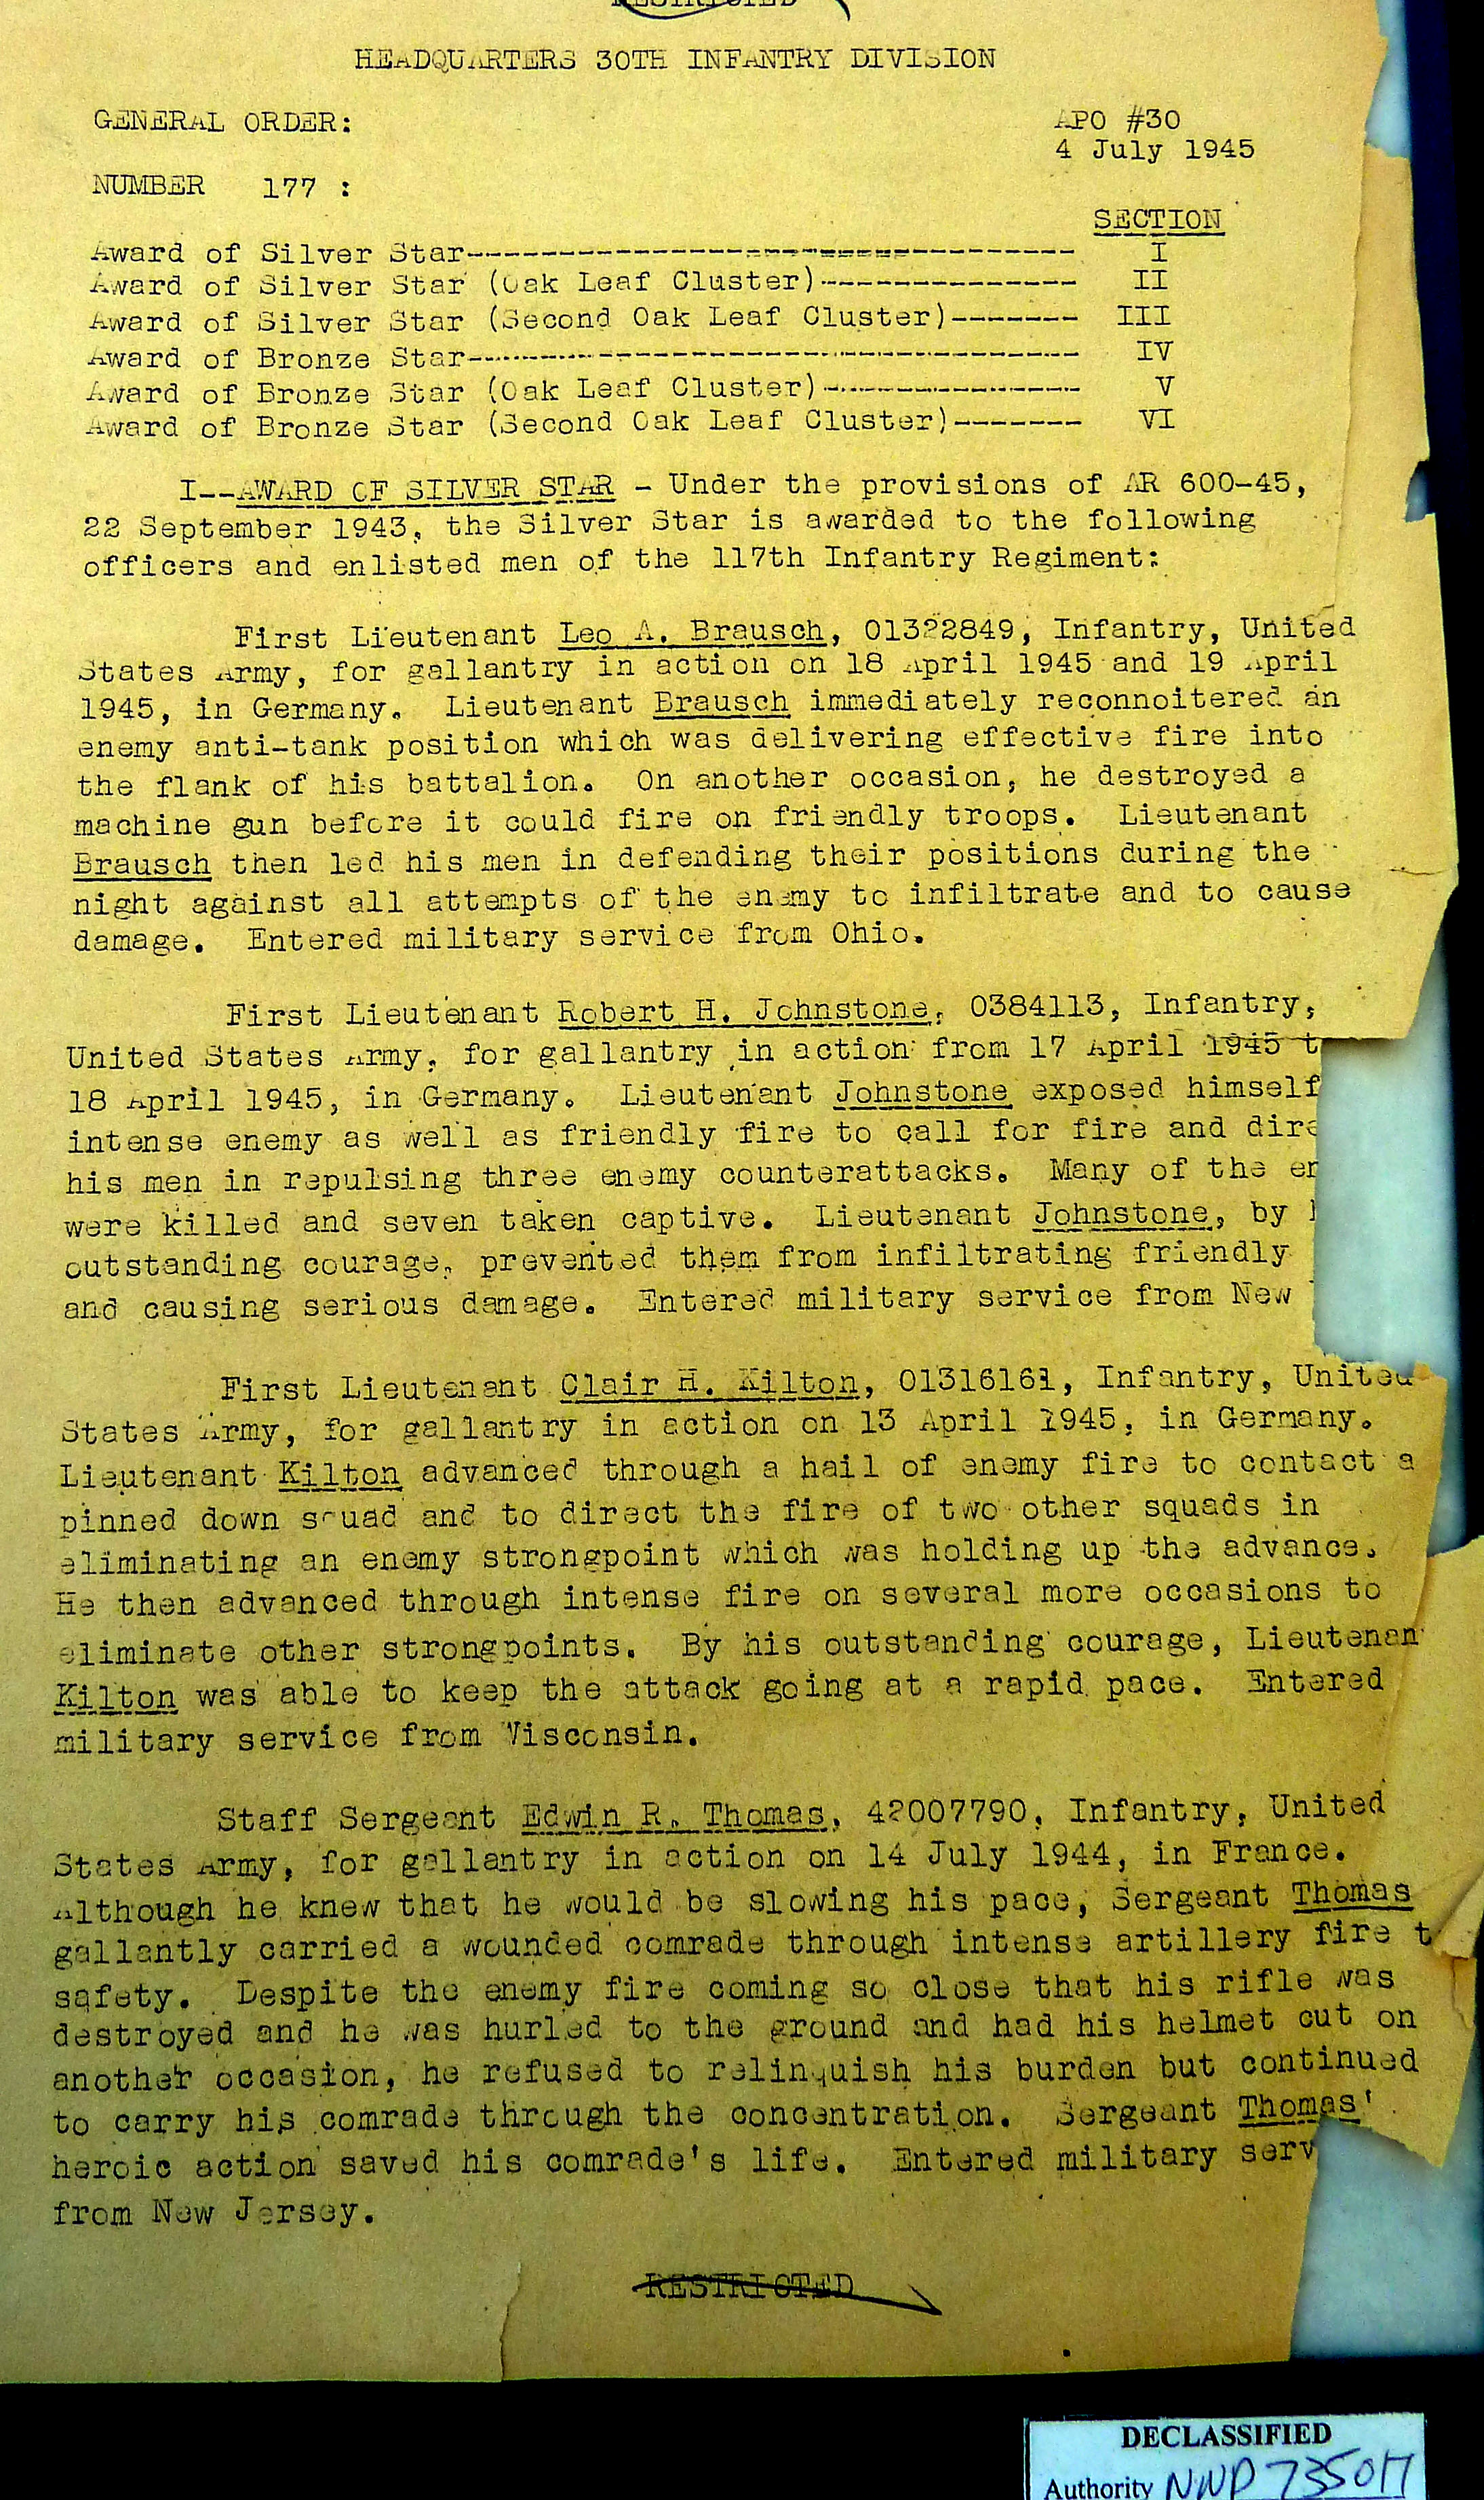 RESTRICTED
HEADQUARTERS 30TH INFANTRY DIVISION
GENERAL ORDER:
APO #30
4 July 1945
NUMBER 177 :
SECTION
Award of Silver Star------------------------------------ I
Award of Silver Star (Oak Leaf Cluster)--------------- II
Award of Silver Star (Second Oak Leaf Cluster)------- III
Award of Bronze Star------------------------------------ IV
Award of Bronze Star (Oak Leaf Cluster)--------------- V
Award of Bronze Star (Second Oak Leaf Cluster)------- VI
I--AWARD OF SILVER STAR - Under the provisions of AR 600-45,
22 September 1943, the Silver Star is awarded to the following
officers and enlisted men of the 117th Infantry Regiment:
First Lieutenant Leo A. Brausch, 01322849, Infantry, United
States Army, for gallantry in action on 18 April 1945 and 19 April
1945, in Germany. Lieutenant Brausch immediately reconnoitered an
enemy anti-tank position which was delivering effective fire into
the flank of his battalion. On another occasion, he destroyed a
machine gun before it could fire on friendly troops. Lieutenant
Brausch then led his men in defending their positions during the
night against all attempts of the enemy to infiltrate and to cause
damage. Entered military service from Ohio.
First Lieutenant Robert H. Johnstone, 0384113, Infantry,
United States Army, for gallantry in action from 17 April 1945 t
18 April 1945, in Germany. Lieutenant Johnstone exposed himself
intense enemy as well as friendly fire to call for fire and dire
his men in repulsing three enemy counterattacks. Many of the en
were killed and seven taken captive. Lieutenant Johnstone, by
outstanding courage, prevented them from infiltrating friendly
and causing serious damage. Entered military service from New
First Lieutenant Clair H. Kilton, 01316161, Infantry, United
States Army, for gallantry in action on 13 April 1945, in Germany.
Lieutenant Kilton advanced through a hail of enemy fire to contact a
pinned down squad and to direct the fire of two other squads in
eliminating an enemy strongpoint which was holding up the advance.
He then advanced through intense fire on several more occasions to
eliminate other strongpoints. By his outstanding courage, Lieutenan
Kilton was able to keep the attack going at a rapid pace. Entered
military service from Wisconsin.
Staff Sergeant Edwin R. Thomas, 42007790, Infantry, United
States Army, for gallantry in action on 14 July 1944, in France.
Although he knew that he would be slowing his pace, Sergeant Thomas
gallantly carried a wounded comrade through intense artillery fire t
safety. Despite the enemy fire coming so close that his rifle was
destroyed and he was hurled to the ground and had his helmet cut on
another occasion, he refused to relinquish his burden but continued
to carry his comrade through the concentration. Sergeant Thomas'
heroic action saved his comrade's life. Entered military serv
from New Jersey.
RESTRICTED
DECLASSIFIED
Authority NND 735017